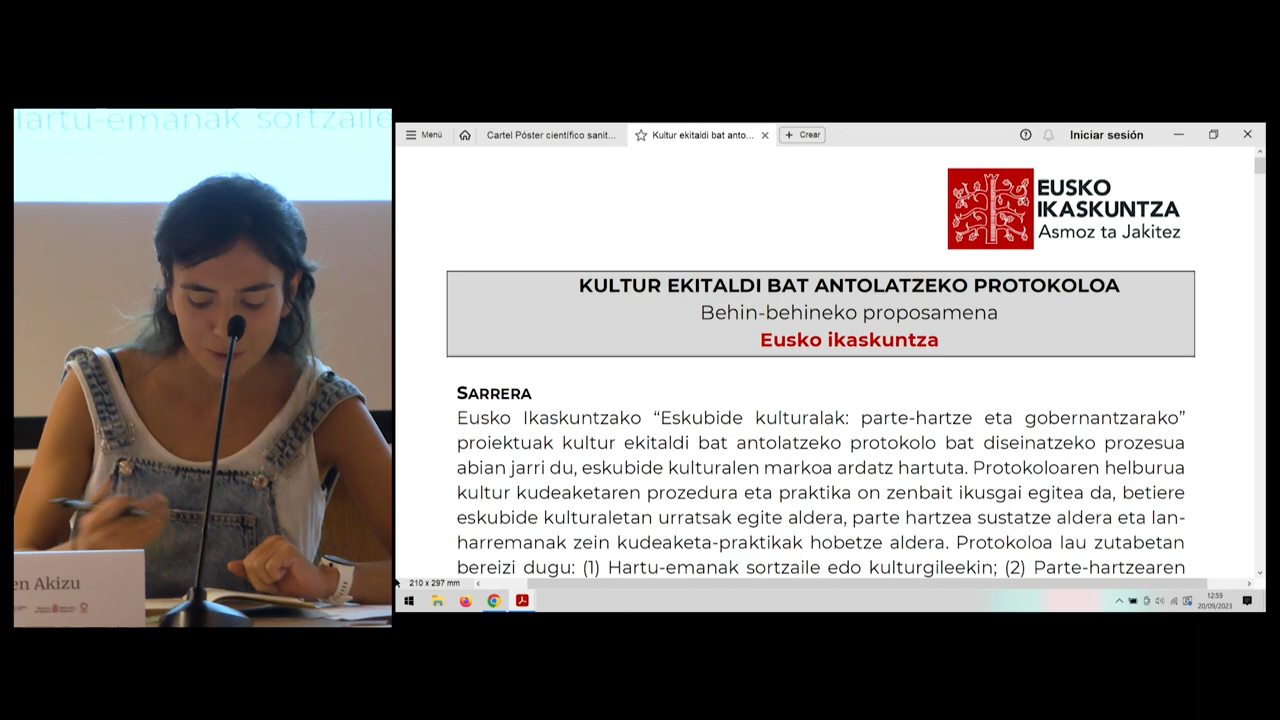 Hartu-emanak sortzaile
en Akizu
Menú
Cartel Póster científico sanit...
Kultur ekitaldi bat anto...
Crear
Iniciar sesión
EUSKO
IKASKUNTZA
Asmoz ta Jakitez
KULTUR EKITALDI BAT ANTOLATZEKO PROTOKOLOA
Behin-behineko proposamena
Eusko ikaskuntza
SARRERA
Eusko Ikaskuntzako “Eskubide kulturalak: parte-hartze eta gobernantzarako”
proiektuak kultur ekitaldi bat antolatzeko protokolo bat diseinatzeko prozesua
abian jarri du, eskubide kulturalen markoa ardatz hartuta. Protokoloaren helburua
kultur kudeaketaren prozedura eta praktika on zenbait ikusgai egitea da, betiere
eskubide kulturaletan urratsak egite aldera, parte hartzea sustatze aldera eta lan-
harremanak zein kudeaketa-praktikak hobetze aldera. Protokoloa lau zutabetan
bereizi dugu: (1) Hartu-emanak sortzaile edo kulturgileekin; (2) Parte-hartzearen
210 x 297 mm
12:59
20/09/2023